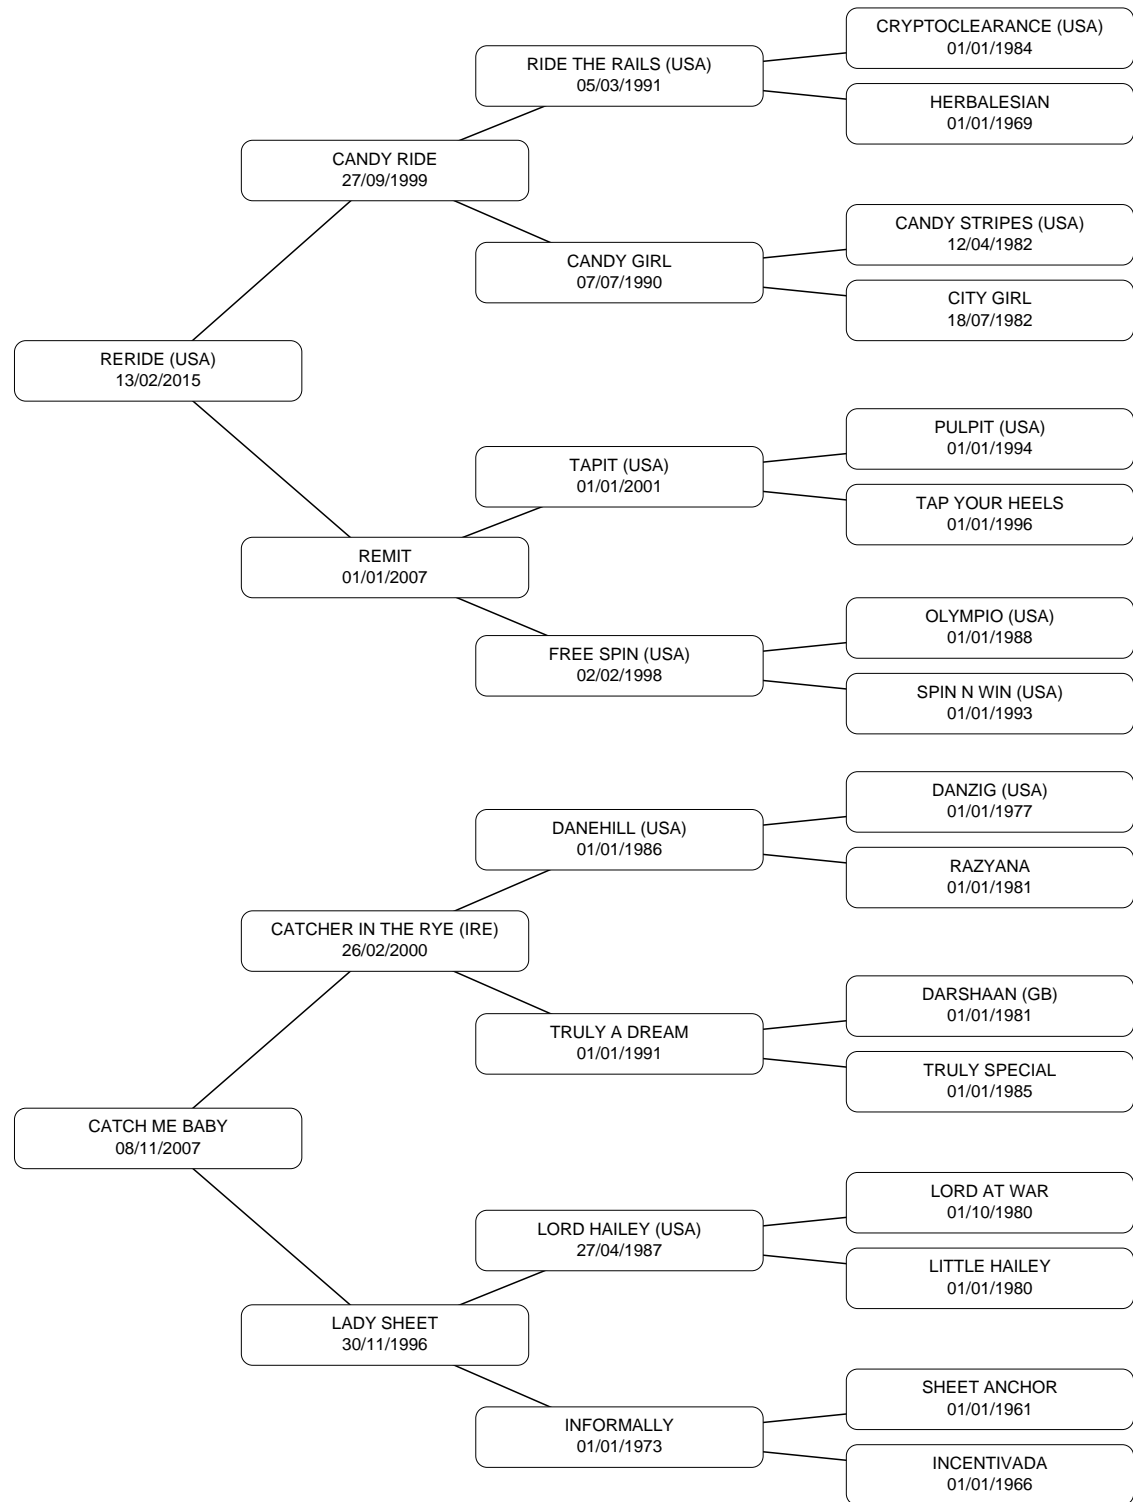 CRYPTOCLEARANCE (USA)
01/01/1984
RIDE THE RAILS (USA)
05/03/1991
HERBALESIAN
01/01/1969
CANDY RIDE
27/09/1999
CANDY STRIPES (USA)
12/04/1982
CANDY GIRL
07/07/1990
CITY GIRL
18/07/1982
RERIDE (USA)
13/02/2015
PULPIT (USA)
01/01/1994
TAPIT (USA)
01/01/2001
TAP YOUR HEELS
01/01/1996
REMIT
01/01/2007
OLYMPIO (USA)
01/01/1988
FREE SPIN (USA)
02/02/1998
SPIN N WIN (USA)
01/01/1993
DANZIG (USA)
01/01/1977
DANEHILL (USA)
01/01/1986
RAZYANA
01/01/1981
CATCHER IN THE RYE (IRE)
26/02/2000
DARSHAAN (GB)
01/01/1981
TRULY A DREAM
01/01/1991
TRULY SPECIAL
01/01/1985
CATCH ME BABY
08/11/2007
LORD AT WAR
01/10/1980
LORD HAILEY (USA)
27/04/1987
LITTLE HAILEY
01/01/1980
LADY SHEET
30/11/1996
SHEET ANCHOR
01/01/1961
INFORMALLY
01/01/1973
INCENTIVADA
01/01/1966